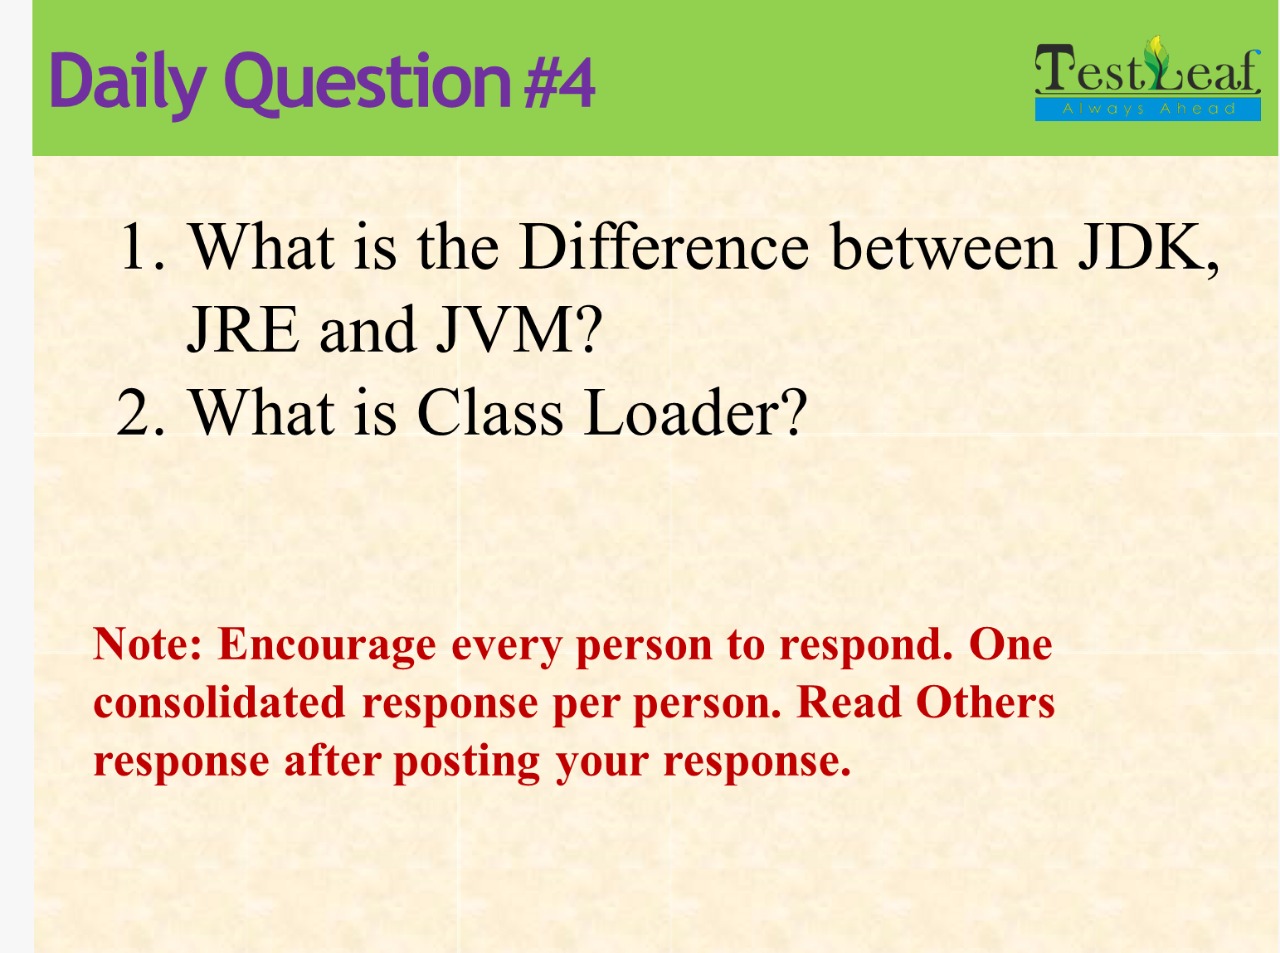 Daily Question #4
TestLeaf
Always Ahead
1. What is the Difference between JDK,
JRE and JVM?
2. What is Class Loader?
Note: Encourage every person to respond. One
consolidated response per person. Read Others
response after posting your response.